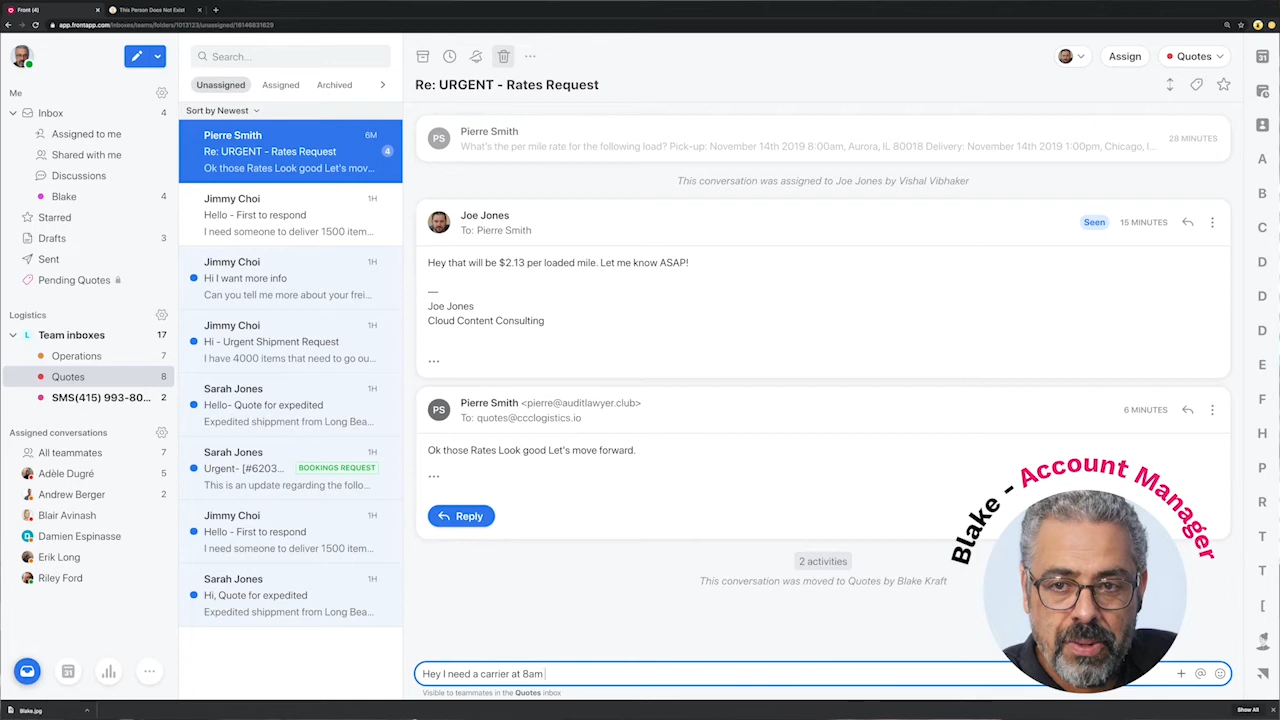 Front (4)
This Person Does Not Exist
app.frontapp.com/inboxes/teams/folders/1013123/unassigned/16146831629
Me
Inbox 4
Assigned to me
Shared with me
Discussions
Blake 4
Starred
Drafts 3
Sent
Pending Quotes
Logistics
L Team inboxes 17
Operations 7
Quotes 8
SMS(415) 993-80... 2
Assigned conversations
All teammates 7
Adèle Dugré 5
Andrew Berger 2
Blair Avinash
Damien Espinasse
Erik Long
Riley Ford
31
Search...
Unassigned Assigned Archived
Sort by Newest
Pierre Smith 6M
Re: URGENT - Rates Request 4
Ok those Rates Look good Let's mov...
Jimmy Choi 1H
Hello - First to respond
I need someone to deliver 1500 item...
Jimmy Choi 1H
Hi I want more info
Can you tell me more about your frei...
Jimmy Choi 1H
Hi - Urgent Shipment Request
I have 4000 items that need to go ou...
Sarah Jones 1H
Hello- Quote for expedited
Expedited shippment from Long Bea...
Sarah Jones 1H
Urgent- [#6203... BOOKINGS REQUEST
This is an update regarding the follo...
Jimmy Choi 1H
Hello - First to respond
I need someone to deliver 1500 item...
Sarah Jones 1H
Hi, Quote for expedited
Expedited shippment from Long Bea...
Assign Quotes
Re: URGENT - Rates Request
PS Pierre Smith
What's the per mile rate for the following load? Pick-up: November 14th 2019 8:00am, Aurora, IL 80018 Delivery: November 14th 2019 1:00pm, Chicago, I...
28 MINUTES
This conversation was assigned to Joe Jones by Vishal Vibhaker
Joe Jones
To: Pierre Smith
Seen 15 MINUTES
Hey that will be $2.13 per loaded mile. Let me know ASAP!
—
Joe Jones
Cloud Content Consulting
...
PS Pierre Smith <pierre@auditlawyer.club>
To: quotes@ccclogistics.io
6 MINUTES
Ok those Rates Look good Let's move forward.
...
Reply
2 activities
This conversation was moved to Quotes by Blake Kraft
Blake - Account Manager
Hey I need a carrier at 8am
Visible to teammates in the Quotes inbox
31
A
B
C
D
D
D
E
F
H
P
R
T
T
[
Blake.jpg
Show All